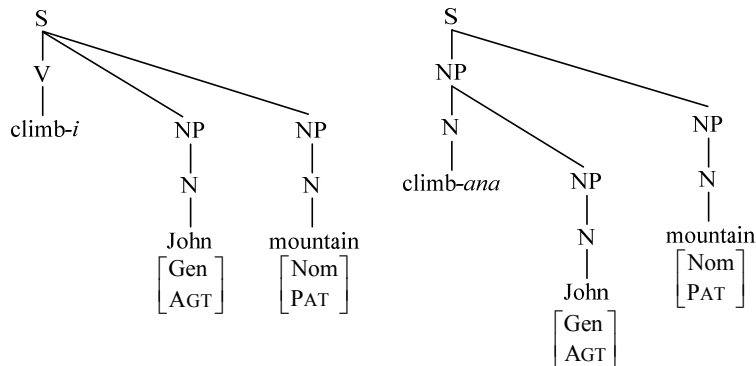 S
S
V
NP
climb-i
NP
NP
N
NP
N
N
climb-ana
NP
N
John
mountain
N
mountain
[Gen
AGT]
[Nom
PAT]
[Nom
PAT]
John
[Gen
AGT]